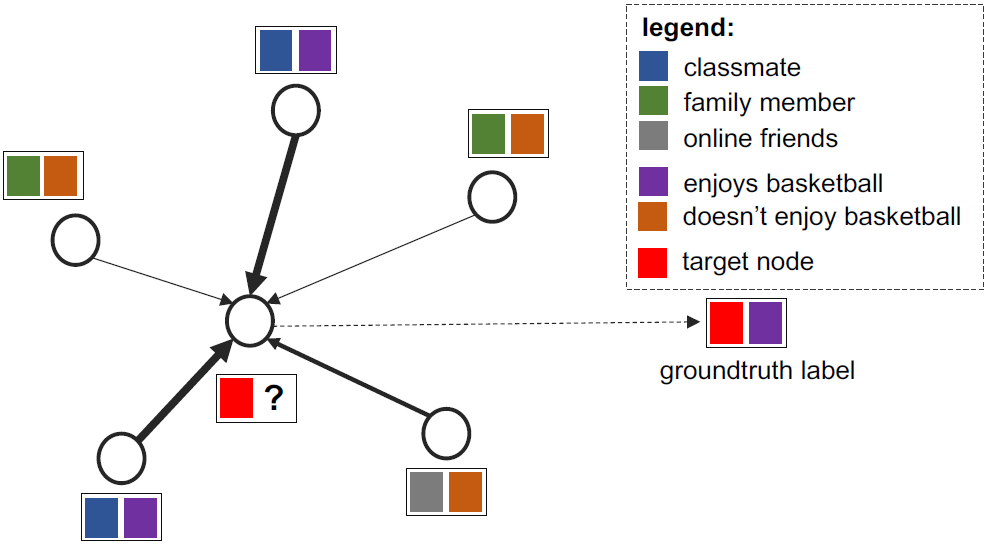 legend:
classmate
family member
online friends
enjoys basketball
doesn't enjoy basketball
target node
groundtruth label
?